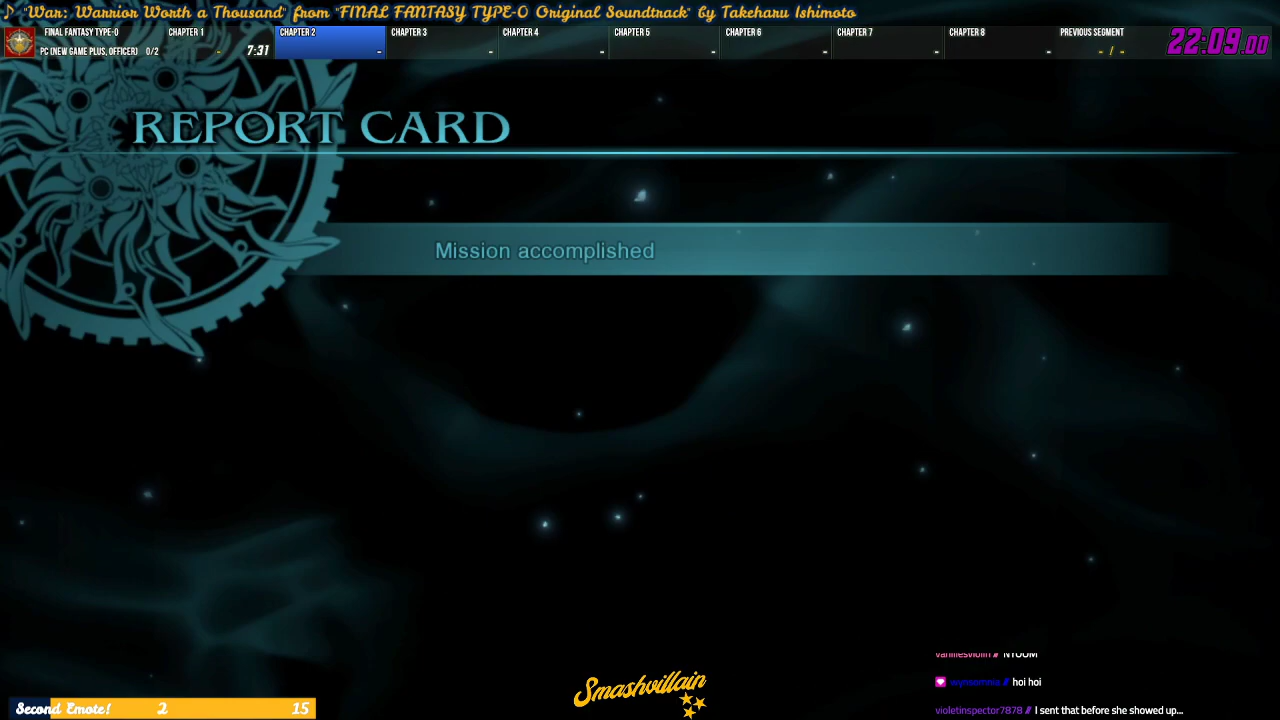 ♪ "War: Warrior Worth a Thousand" from "FINAL FANTASY TYPE-0 Original Soundtrack" by Takeharu Ishimoto
FINAL FANTASY TYPE-0
PC (NEW GAME PLUS, OFFICER) 0/2
CHAPTER 1
- 7:31
CHAPTER 2
-
CHAPTER 3
-
CHAPTER 4
-
CHAPTER 5
-
CHAPTER 6
-
CHAPTER 7
-
CHAPTER 8
-
PREVIOUS SEGMENT
- / -
22:09.00
REPORT CARD
Mission accomplished
Second Emote! 2 15
Smashvillain
NYOOM
wynsomnia // hoi hoi
violetinspector7878 // I sent that before she showed up...